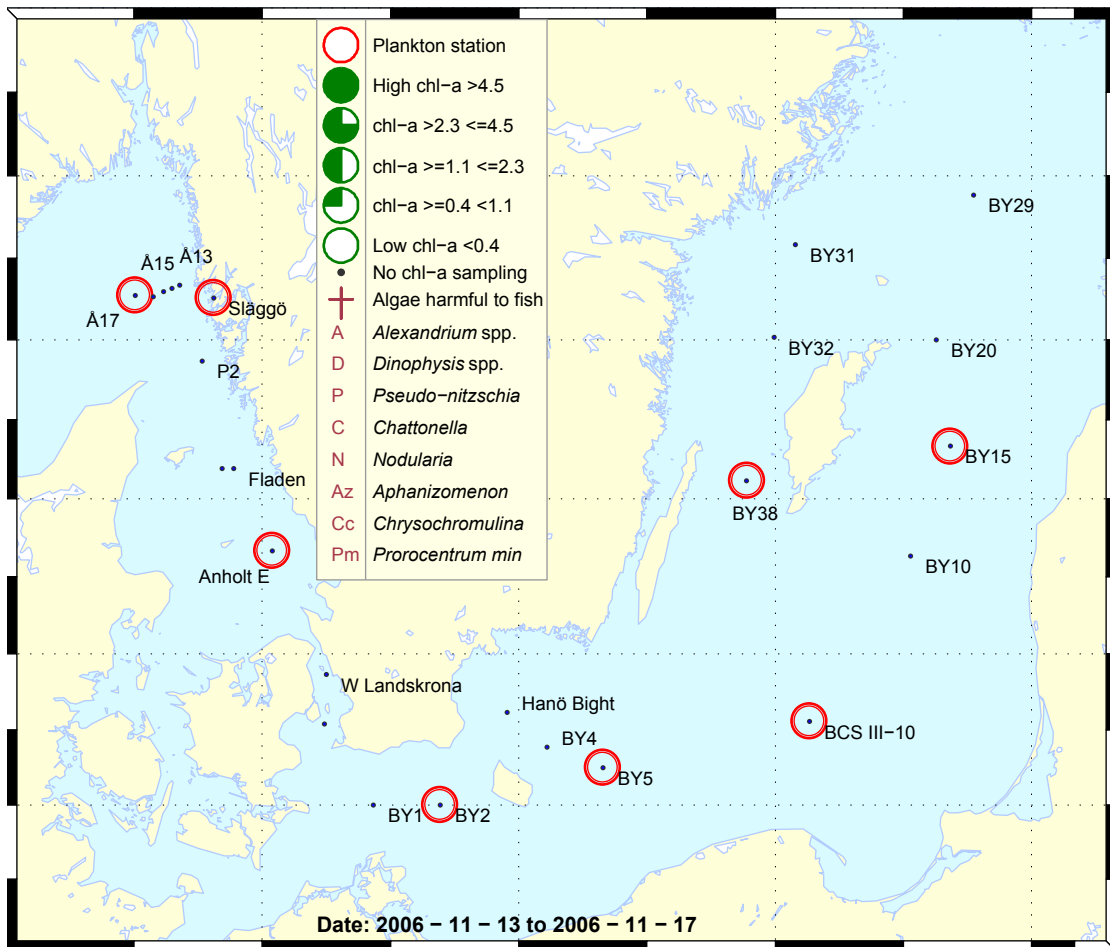 Plankton station
High chl−a >4.5
chl−a >2.3 <=4.5
chl−a >=1.1 <=2.3
chl−a >=0.4 <1.1
Low chl−a <0.4
No chl−a sampling
Algae harmful to fish
A Alexandrium spp.
D Dinophysis spp.
P Pseudo−nitzschia
C Chattonella
N Nodularia
Az Aphanizomenon
Cc Chrysochromulina
Pm Prorocentrum min
BY29
BY31
Å15 Å13
Å17
Släggö
BY32
BY20
P2
BY15
Fladen
BY38
BY10
Anholt E
W Landskrona
Hanö Bight
BCS III−10
BY4
BY5
BY1 BY2
Date: 2006 − 11 − 13 to 2006 − 11 − 17